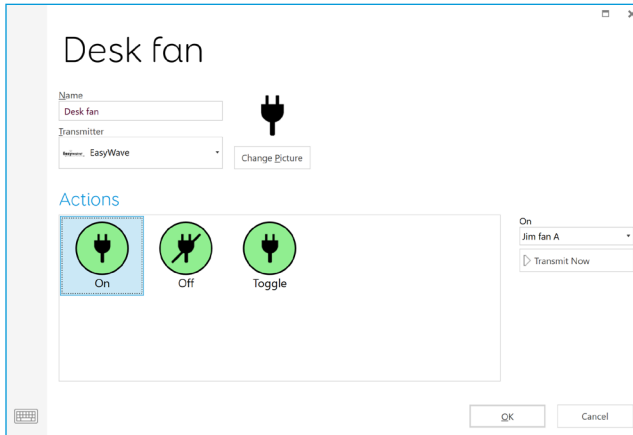 Desk fan
Name
Desk fan
Transmitter
EasyWave
Change Picture
Actions
On
Off
Toggle
On
Jim fan A
Transmit Now
OK
Cancel